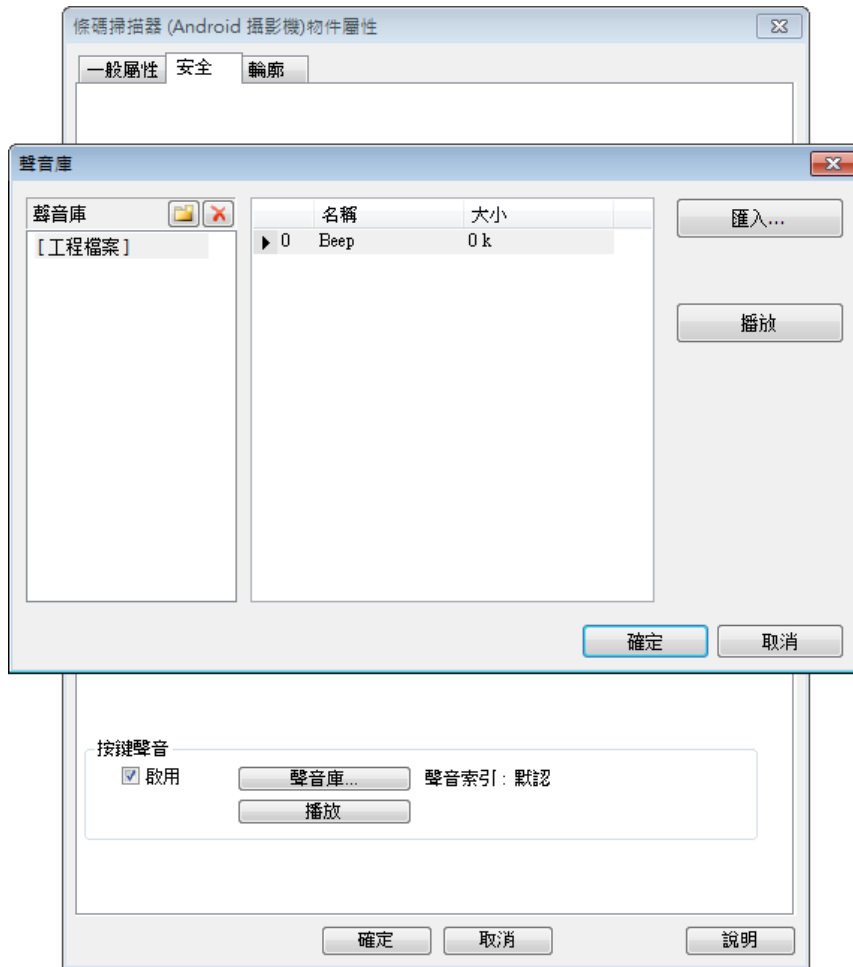 條碼掃描器 (Android 攝影機)物件屬性
一般屬性 安全 輪廓
聲音庫
聲音庫
[工程檔案]
名稱 大小
0 Beep 0 k
匯入...
播放
確定 取消
按鍵聲音
啟用 聲音庫... 聲音索引 : 默認
播放
確定 取消 說明